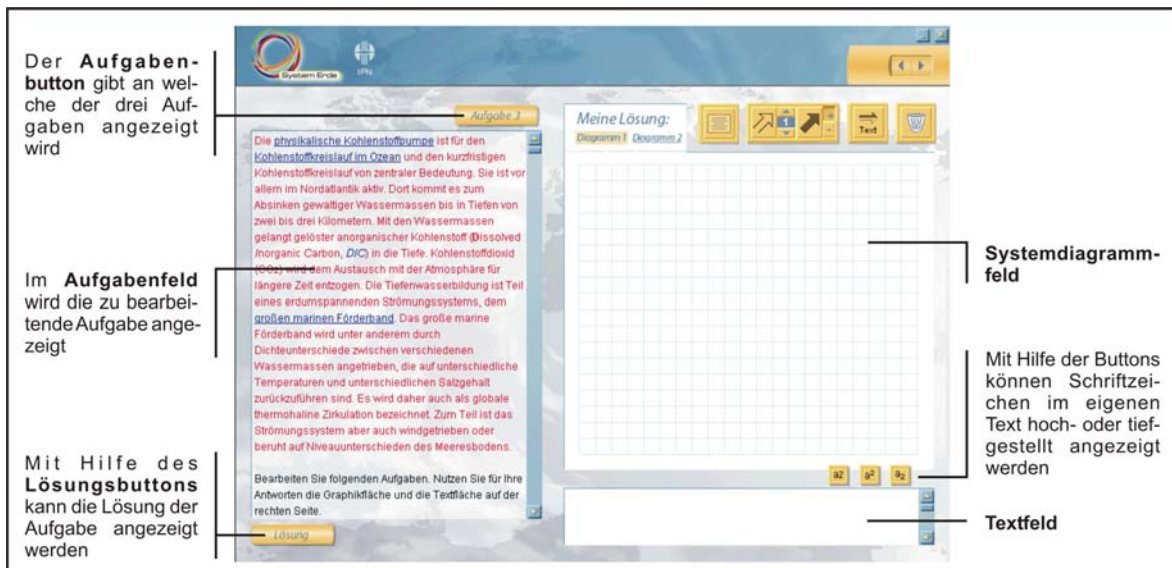 Der Aufgaben-
button gibt an wel-
che der drei Auf-
gaben angezeigt
wird
Im Aufgabenfeld
wird die zu bearbei-
tende Aufgabe ange-
zeigt
Mit Hilfe des
Lösungsbuttons
kann die Lösung der
Aufgabe angezeigt
werden
System Erde
IPN
Aufgabe 3
Die physikalische Kohlenstoffpumpe ist für den
Kohlenstoffkreislauf im Ozean und den kurzfristigen
Kohlenstoffkreislauf von zentraler Bedeutung. Sie ist vor
allem im Nordatlantik aktiv. Dort kommt es zum
Absinken gewaltiger Wassermassen bis in Tiefen von
zwei bis drei Kilometern. Mit den Wassermassen
gelangt gelöster anorganischer Kohlenstoff (Dissolved
Inorganic Carbon, DIC) in die Tiefe. Kohlenstoffdioxid
(CO2) wird dem Austausch mit der Atmosphäre für
längere Zeit entzogen. Die Tiefenwasserbildung ist Teil
eines erdumspannenden Strömungssystems, dem
großen marinen Förderband. Das große marine
Förderband wird unter anderem durch
Dichteunterschiede zwischen verschiedenen
Wassermassen angetrieben, die auf unterschiedliche
Temperaturen und unterschiedlichen Salzgehalt
zurückzuführen sind. Es wird daher auch als globale
thermohaline Zirkulation bezeichnet. Zum Teil ist das
Strömungssystem aber auch windgetrieben oder
beruht auf Niveauunterschieden des Meeresbodens.
Bearbeiten Sie folgenden Aufgaben. Nutzen Sie für Ihre
Antworten die Graphikfläche und die Textfläche auf der
rechten Seite.
Lösung
Meine Lösung:
Diagramm 1 Diagramm 2
1
Text
a2 a² a₂
Systemdiagramm-
feld
Mit Hilfe der Buttons
können Schriftzei-
chen im eigenen
Text hoch- oder tief-
gestellt angezeigt
werden
Textfeld